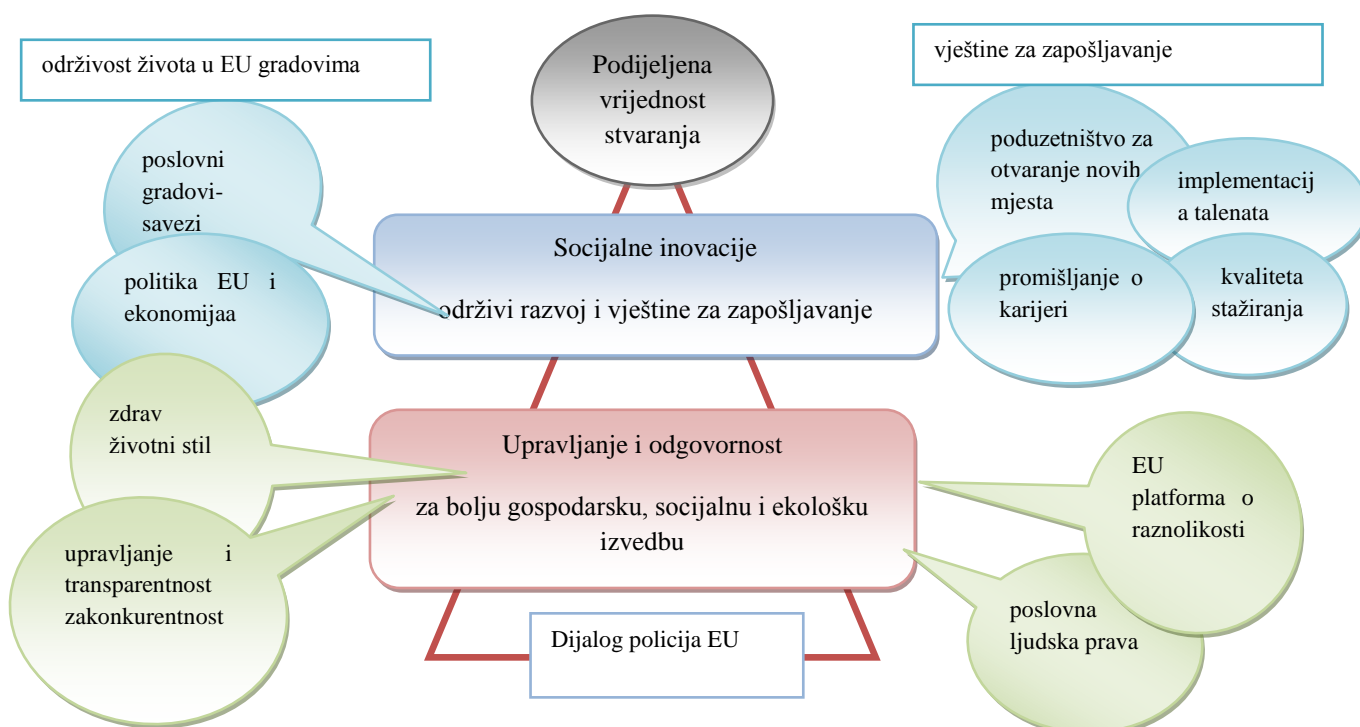 održivost života u EU gradovima
Podijeljena
vrijednost
stvaranja
vještine za zapošljavanje
poslovni
gradovi-
savezi
politika EU i
ekonomijaa
Socijalne inovacije
održivi razvoj i vještine za zapošljavanje
poduzetništvo za
otvaranje novih
mjesta
implementacij
a talenata
promišljanje o
karijeri
kvaliteta
stažiranja
zdrav
životni stil
upravljanje i
transparentnost
zakonkurentnost
Upravljanje i odgovornost
za bolju gospodarsku, socijalnu i ekološku
izvedbu
EU
platforma o
raznolikosti
poslovna
ljudska prava
Dijalog policija EU